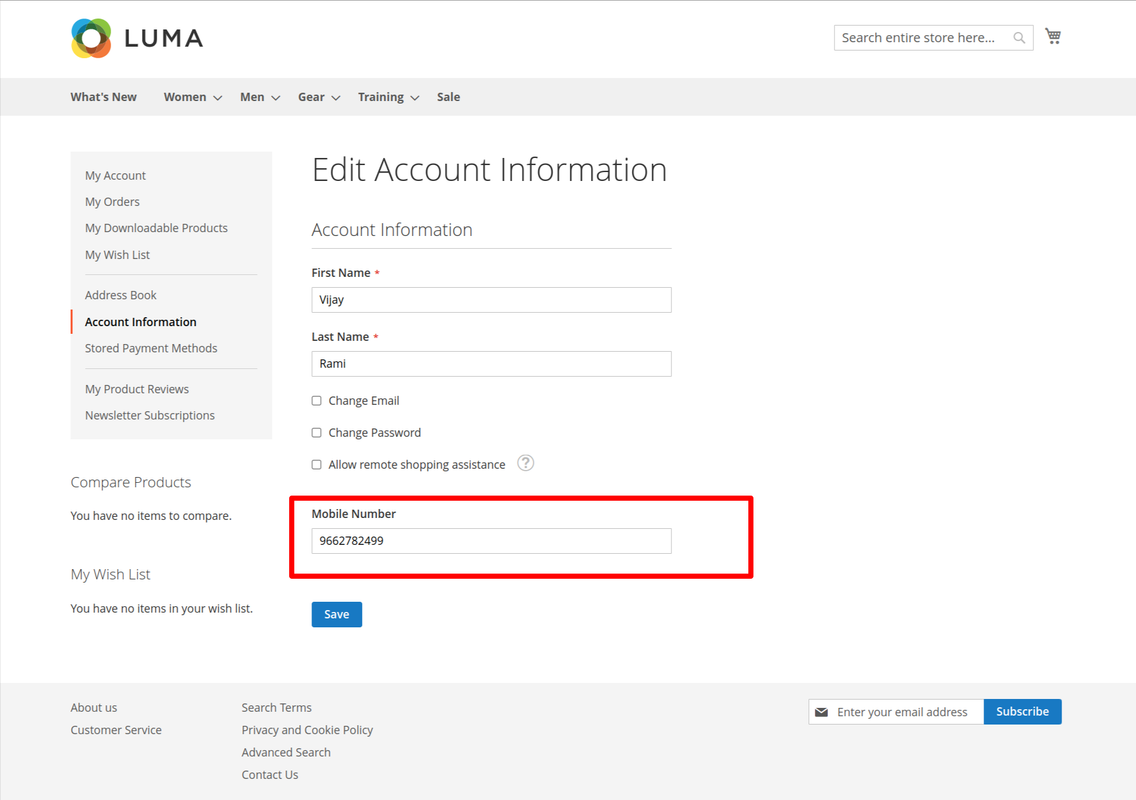 LUMA
Search entire store here...
What's New Women Men Gear Training Sale
My Account
My Orders
My Downloadable Products
My Wish List
Address Book
Account Information
Stored Payment Methods
My Product Reviews
Newsletter Subscriptions
Compare Products
You have no items to compare.
My Wish List
You have no items in your wish list.
Edit Account Information
Account Information
First Name *
Vijay
Last Name *
Rami
Change Email
Change Password
Allow remote shopping assistance ?
Mobile Number
9662782499
Save
About us
Customer Service
Search Terms
Privacy and Cookie Policy
Advanced Search
Contact Us
Enter your email address Subscribe